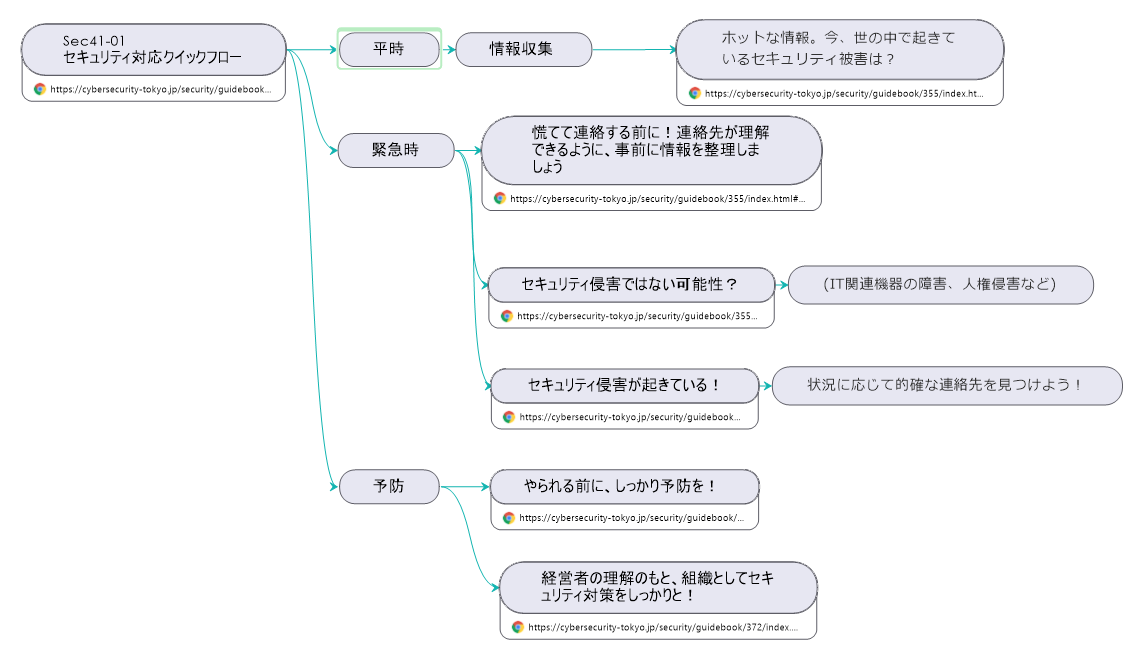 Sec41-01
セキュリティ対応クイックフロー
https://cybersecurity-tokyo.jp/security/guidebook...
平時
情報収集
ホットな情報。今、世の中で起きて
いるセキュリティ被害は？
https://cybersecurity-tokyo.jp/security/guidebook/355/index.ht...
緊急時
慌てて連絡する前に！連絡先が理解
できるように、事前に情報を整理しま
しょう
https://cybersecurity-tokyo.jp/security/guidebook/355/index.html#...
セキュリティ侵害ではない可能性？
https://cybersecurity-tokyo.jp/security/guidebook/355...
(IT関連機器の障害、人権侵害など)
セキュリティ侵害が起きている！
https://cybersecurity-tokyo.jp/security/guidebook...
状況に応じて的確な連絡先を見つけよう！
予防
やられる前に、しっかり予防を！
https://cybersecurity-tokyo.jp/security/guidebook/...
経営者の理解のもと、組織としてセキ
ュリティ対策をしっかりと！
https://cybersecurity-tokyo.jp/security/guidebook/372/index....